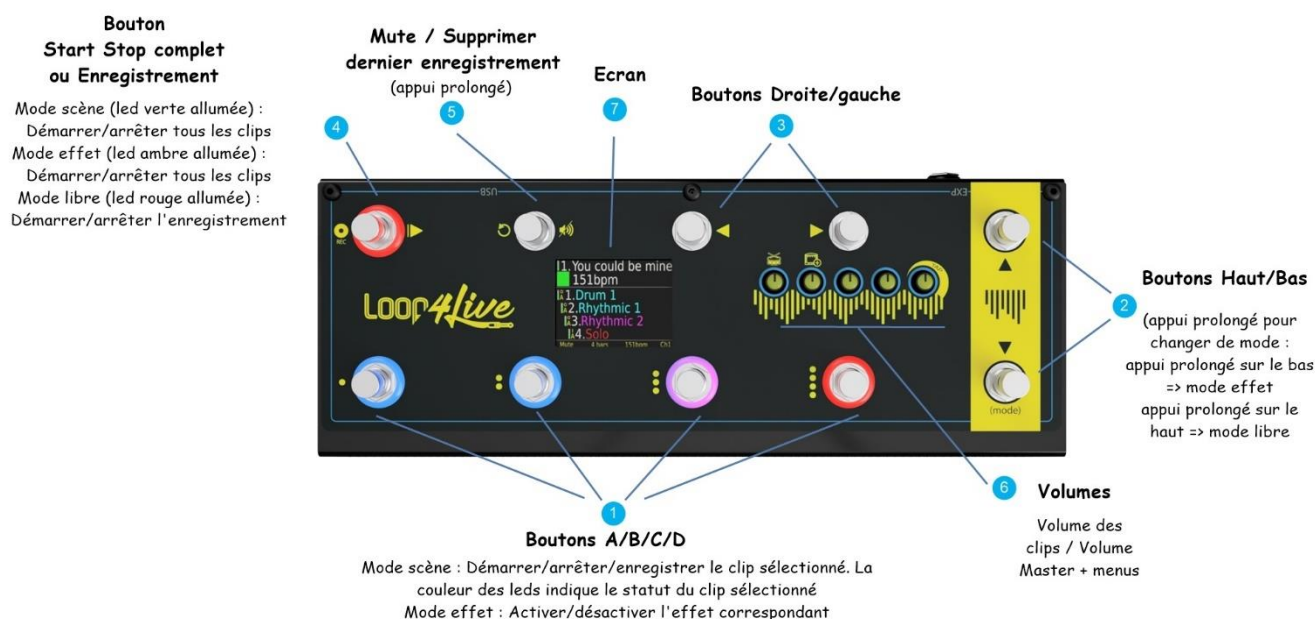 Bouton
Start Stop complet
ou Enregistrement
Mode scène (led verte allumée) :
Démarrer/arrêter tous les clips
Mode effet (led ambre allumée) :
Démarrer/arrêter tous les clips
Mode libre (led rouge allumée) :
Démarrer/arrêter l'enregistrement
4
Mute / Supprimer
dernier enregistrement
(appui prolongé)
5
Ecran
7
Boutons Droite/gauche
3
USB
EXP
REC
LOOP4Live
1. You could be mine
151bpm
1.Drum 1
2.Rhythmic 1
3.Rhythmic 2
4.Solo
Mute 4 bars 151bpm Ch1
(mode)
2
Boutons Haut/Bas
(appui prolongé pour
changer de mode :
appui prolongé sur le bas
=> mode effet
appui prolongé sur le
haut => mode libre
6
Volumes
Volume des
clips / Volume
Master + menus
1
Boutons A/B/C/D
Mode scène : Démarrer/arrêter/enregistrer le clip sélectionné. La
couleur des leds indique le statut du clip sélectionné
Mode effet : Activer/désactiver l'effet correspondant